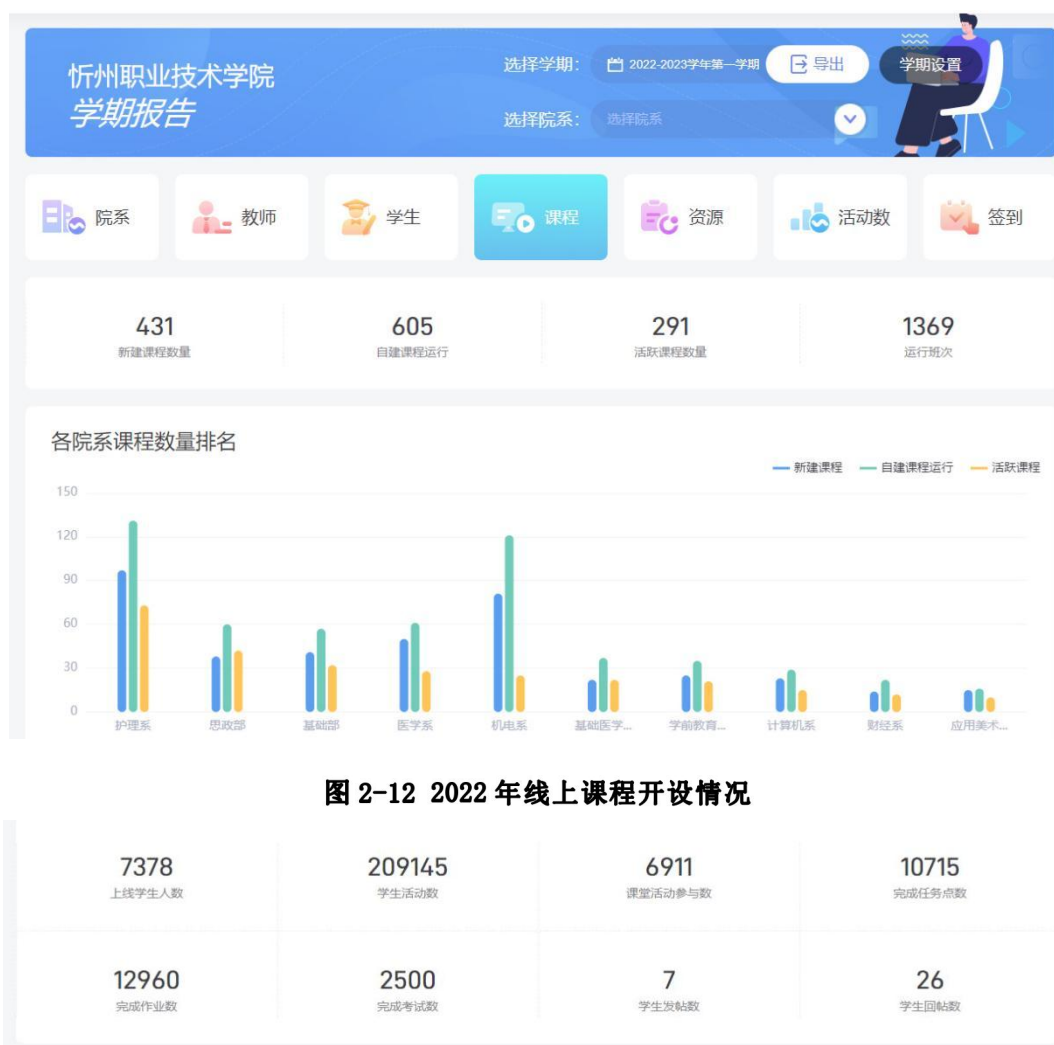 忻州职业技术学院
学期报告
选择学期： 2022-2023学年第一学期 导出 学期设置
选择院系： 选择院系
院系 教师 学生 课程 资源 活动数 签到
431 605 291 1369
新建课程数量 自建课程运行 活跃课程数量 运行班次
各院系课程数量排名
新建课程 自建课程运行 活跃课程
150
120
90
60
30
0
护理系 思政部 基础部 医学系 机电系 基础医学... 学前教育... 计算机系 财经系 应用美术...
图 2-12 2022 年线上课程开设情况
7378 209145 6911 10715
上线学生人数 学生活动数 课堂活动参与数 完成任务点数
12960 2500 7 26
完成作业数 完成考试数 学生发帖数 学生回帖数